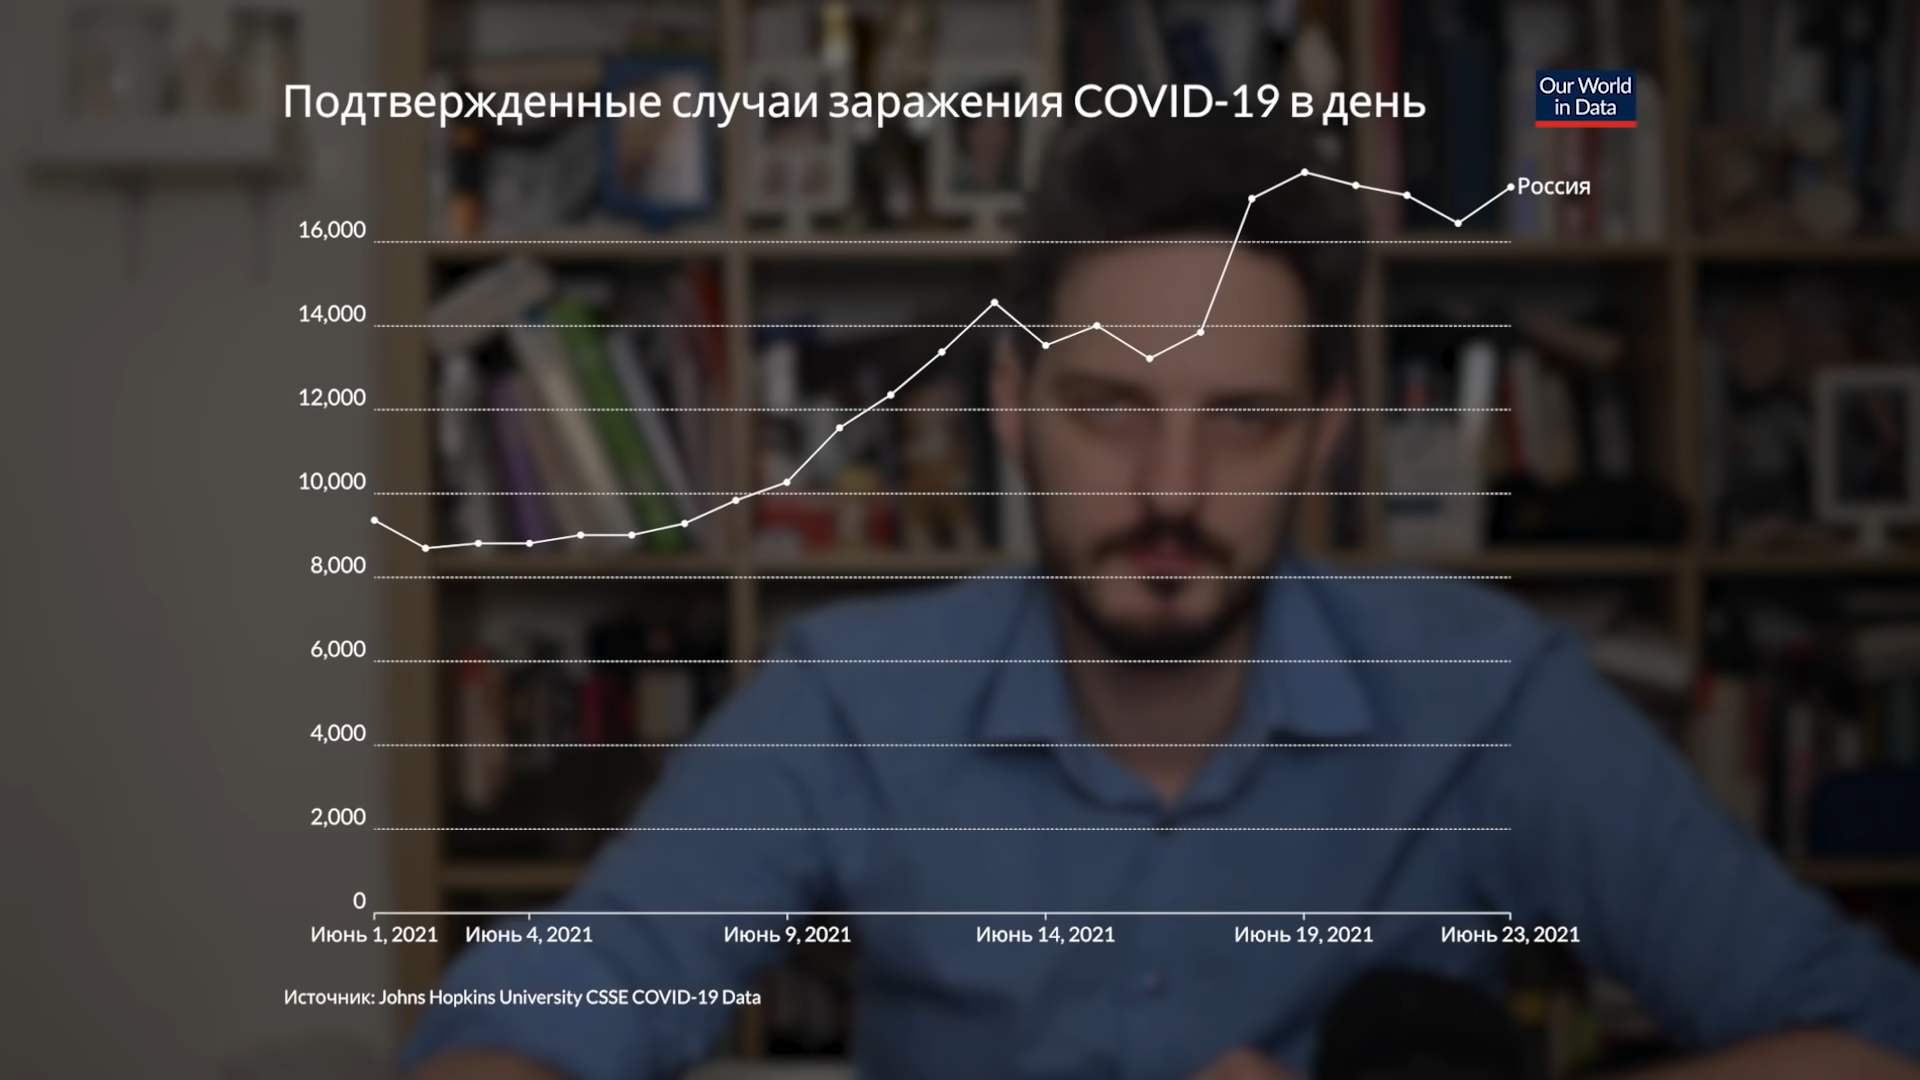 Подтвержденные случаи заражения COVID-19 в день
Our World
in Data
Россия
16,000
14,000
12,000
10,000
8,000
6,000
4,000
2,000
0
Июнь 1, 2021
Июнь 4, 2021
Июнь 9, 2021
Июнь 14, 2021
Июнь 19, 2021
Июнь 23, 2021
Источник: Johns Hopkins University CSSE COVID-19 Data